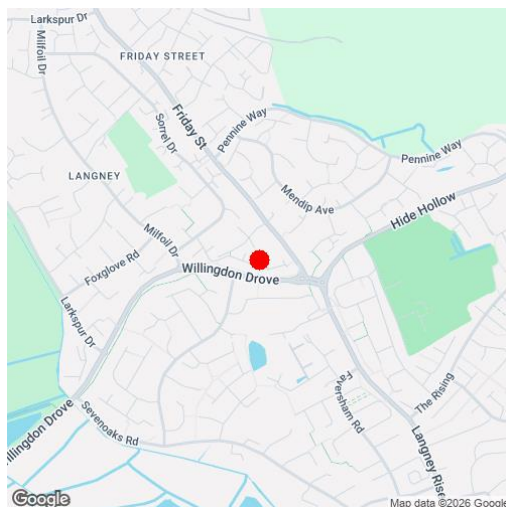 Larkspur Dr
Milfoil Dr
FRIDAY STREET
Friday St
Sorrel Dr
Pennine Way
Pennine Way
LANGNEY
Mendip Ave
Hide Hollow
Milfoil Dr
Foxglove Rd
Willingdon Drove
Larkspur Dr
Faversham Rd
The Rising
illingdon Drove
Sevenoaks Rd
Langney Rise
Google
Map data ©2026 Google